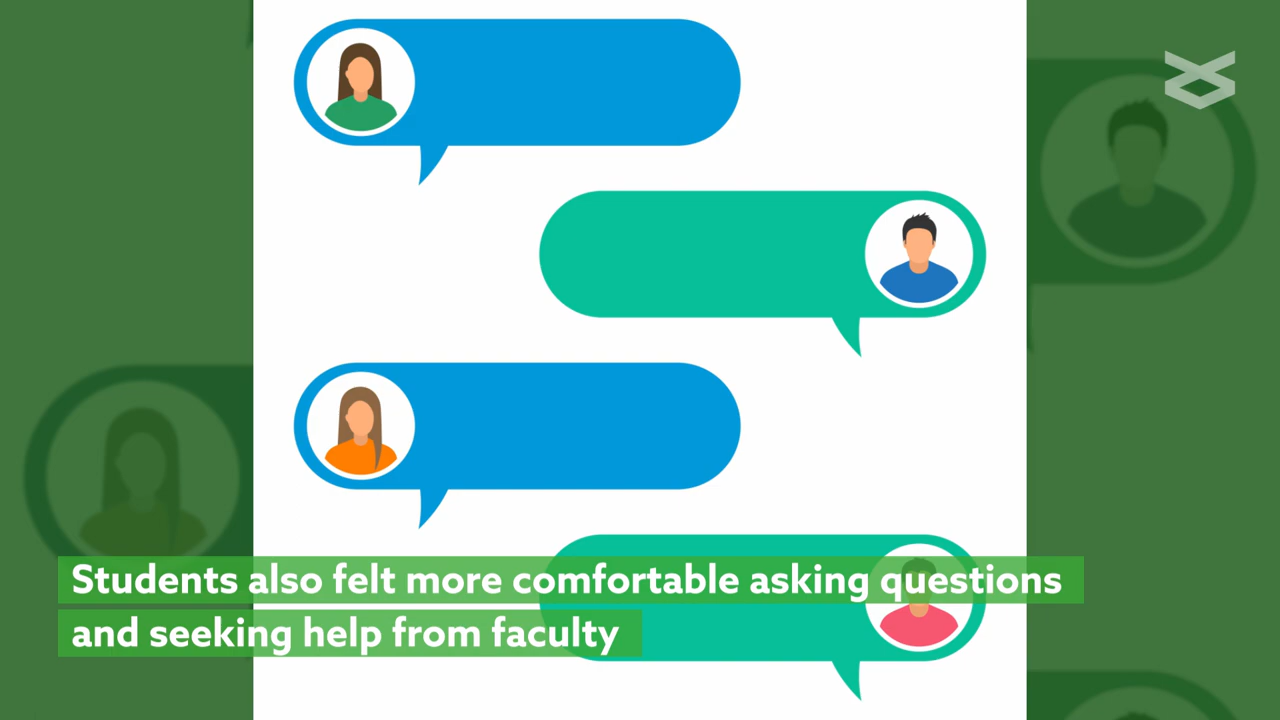 Students also felt more comfortable asking questions
and seeking help from faculty